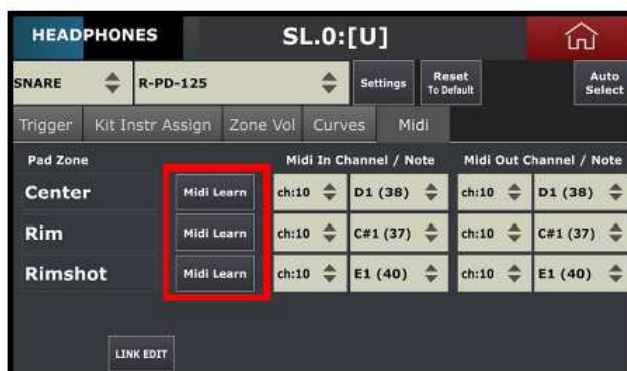 HEADPHONES SL.0:[U]
SNARE R-PD-125 Settings Reset To Default Auto Select
Trigger Kit Instr Assign Zone Vol Curves Midi
Pad Zone Midi In Channel / Note Midi Out Channel / Note
Center Midi Learn ch:10 D1 (38) ch:10 D1 (38)
Rim Midi Learn ch:10 C#1 (37) ch:10 C#1 (37)
Rimshot Midi Learn ch:10 E1 (40) ch:10 E1 (40)
LINK EDIT